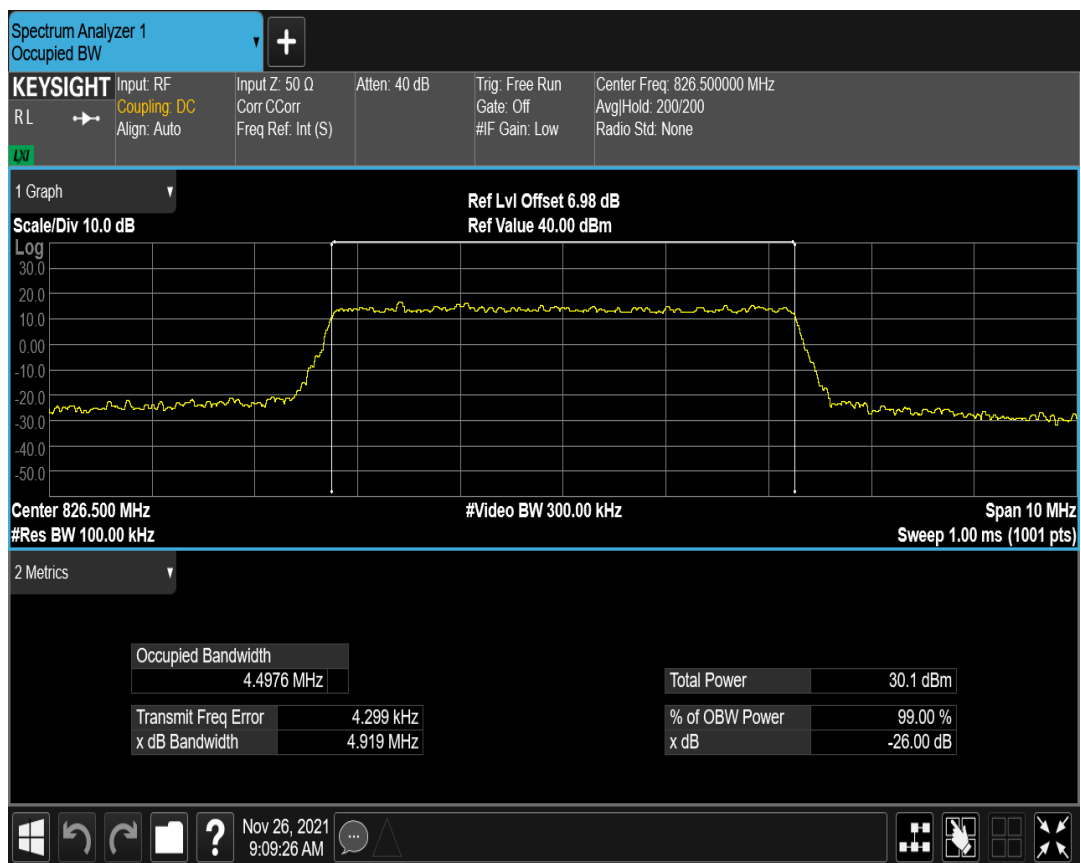 Spectrum Analyzer 1
Occupied BW
KEYSIGHT
RL
LXI
Input: RF
Coupling: DC
Align: Auto
Input Z: 50 Ω
Corr CCorr
Freq Ref: Int (S)
Atten: 40 dB
Trig: Free Run
Gate: Off
#IF Gain: Low
Center Freq: 826.500000 MHz
Avg|Hold: 200/200
Radio Std: None
1 Graph
Scale/Div 10.0 dB
Ref Lvl Offset 6.98 dB
Ref Value 40.00 dBm
Log
30.0
20.0
10.0
0.00
-10.0
-20.0
-30.0
-40.0
-50.0
Center 826.500 MHz
#Video BW 300.00 kHz
Span 10 MHz
#Res BW 100.00 kHz
Sweep 1.00 ms (1001 pts)
2 Metrics
Occupied Bandwidth
4.4976 MHz
Total Power 30.1 dBm
Transmit Freq Error 4.299 kHz
% of OBW Power 99.00 %
x dB Bandwidth 4.919 MHz
x dB -26.00 dB
?
Nov 26, 2021
9:09:26 AM